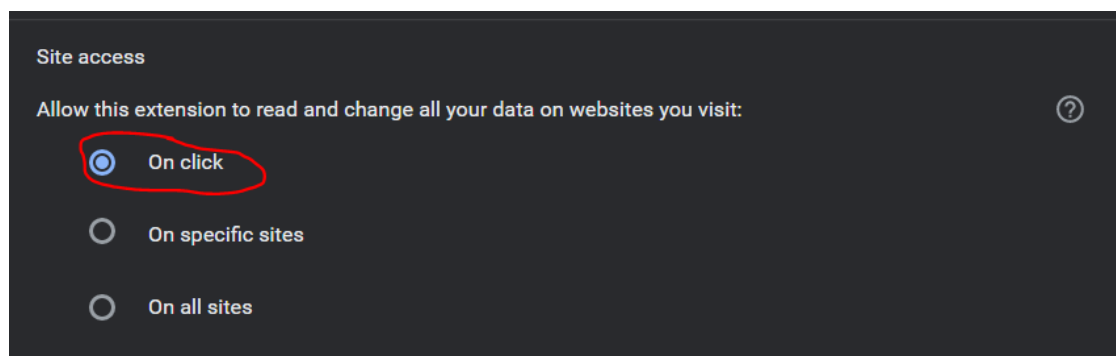 Site access
Allow this extension to read and change all your data on websites you visit:
On click
On specific sites
On all sites